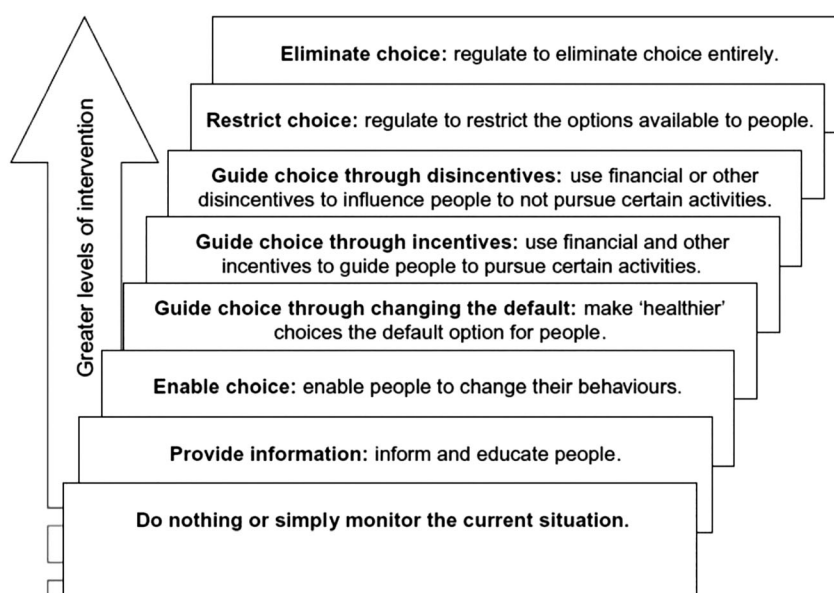 Greater levels of intervention
Eliminate choice: regulate to eliminate choice entirely.
Restrict choice: regulate to restrict the options available to people.
Guide choice through disincentives: use financial or other
disincentives to influence people to not pursue certain activities.
Guide choice through incentives: use financial and other
incentives to guide people to pursue certain activities.
Guide choice through changing the default: make ‘healthier’
choices the default option for people.
Enable choice: enable people to change their behaviours.
Provide information: inform and educate people.
Do nothing or simply monitor the current situation.